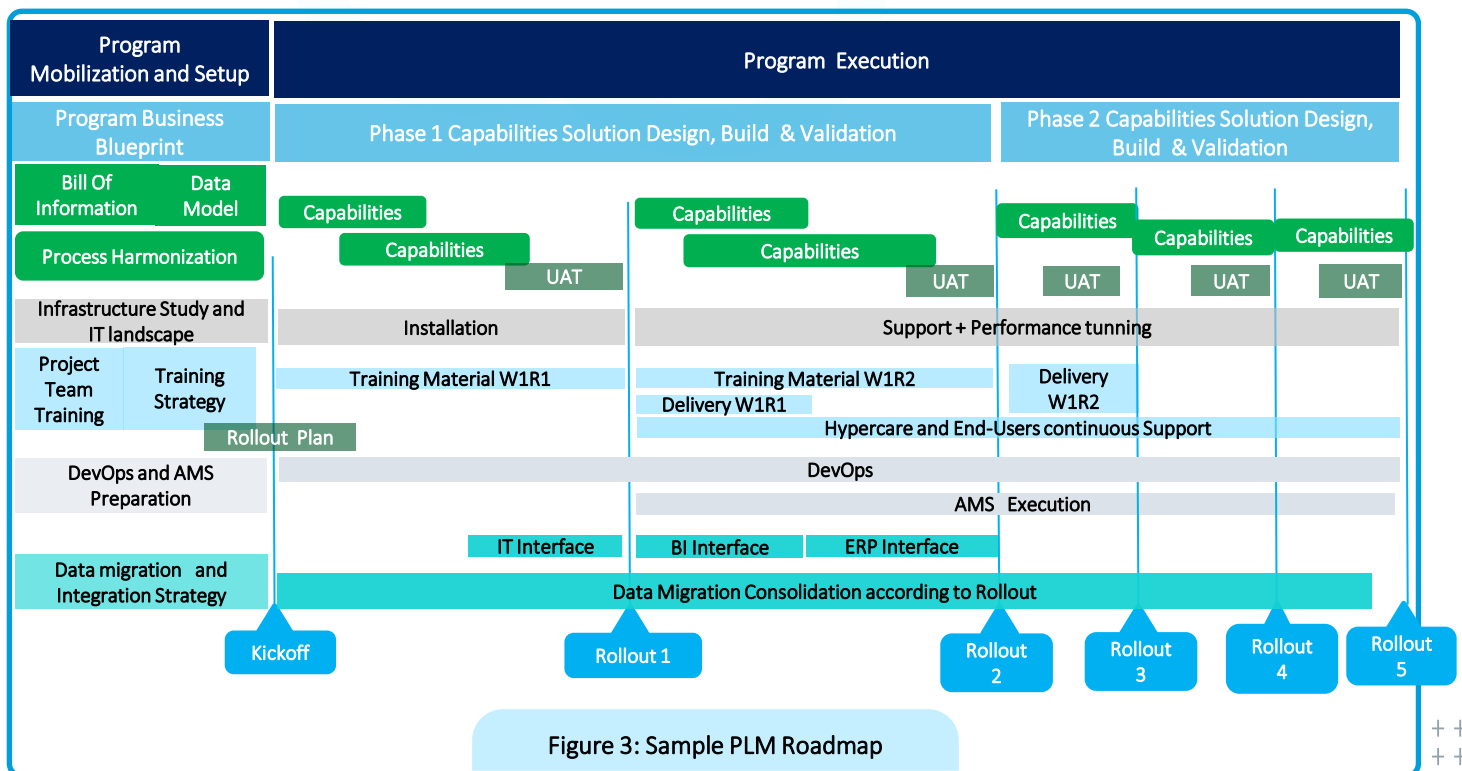 Program
Mobilization and Setup
Program Execution
Program Business
Blueprint
Phase 1 Capabilities Solution Design, Build & Validation
Phase 2 Capabilities Solution Design,
Build & Validation
Bill Of
Information
Data
Model
Capabilities
Capabilities
Capabilities
Capabilities
Capabilities
Process Harmonization
Capabilities
Capabilities
UAT
UAT
UAT
UAT
UAT
Infrastructure Study and
IT landscape
Installation
Support + Performance tunning
Project
Team
Training
Training
Strategy
Training Material W1R1
Training Material W1R2
Delivery W1R1
Delivery
W1R2
Hypercare and End-Users continuous Support
Rollout Plan
DevOps and AMS
Preparation
DevOps
AMS Execution
IT Interface
BI Interface
ERP Interface
Data migration and
Integration Strategy
Data Migration Consolidation according to Rollout
Kickoff
Rollout 1
Rollout
2
Rollout
3
Rollout
4
Rollout
5
Figure 3: Sample PLM Roadmap